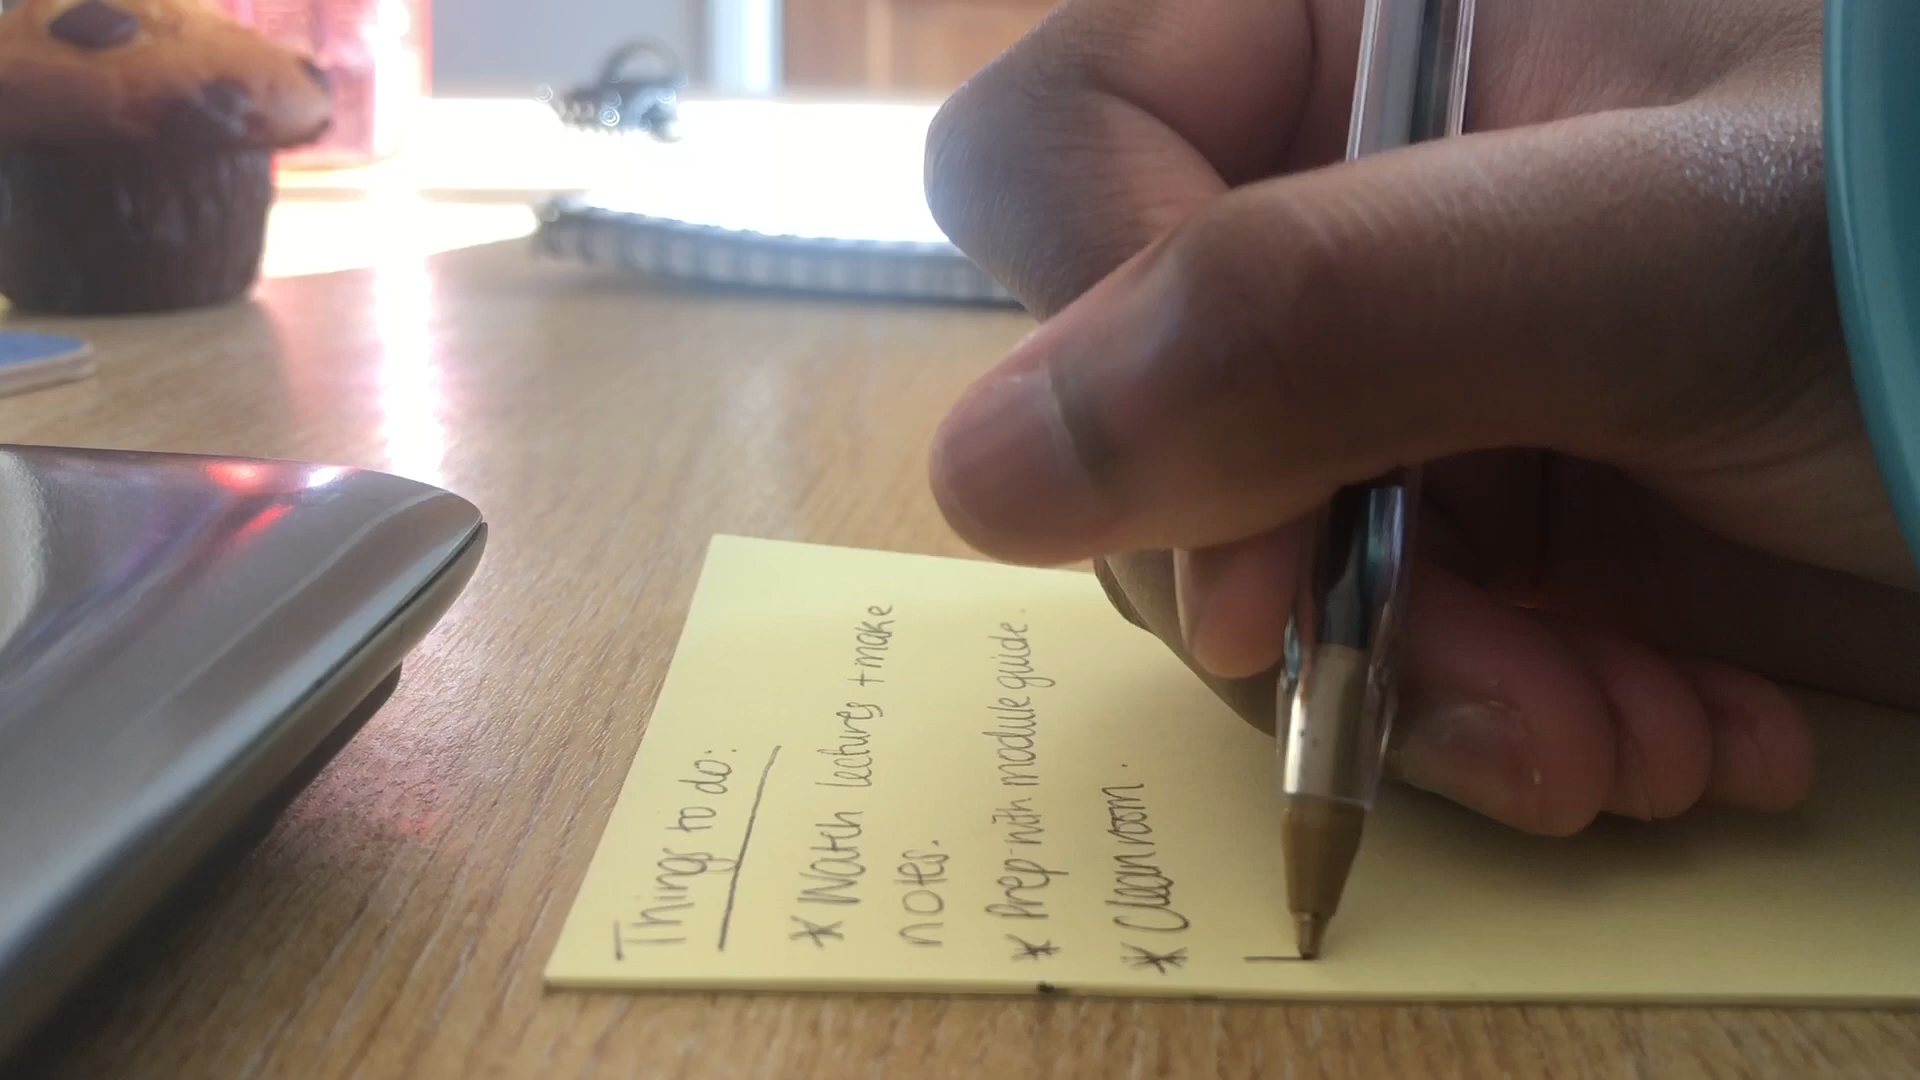 Things to do:
* Watch lectures + make
notes.
* Prep with module guide.
* Clean room.